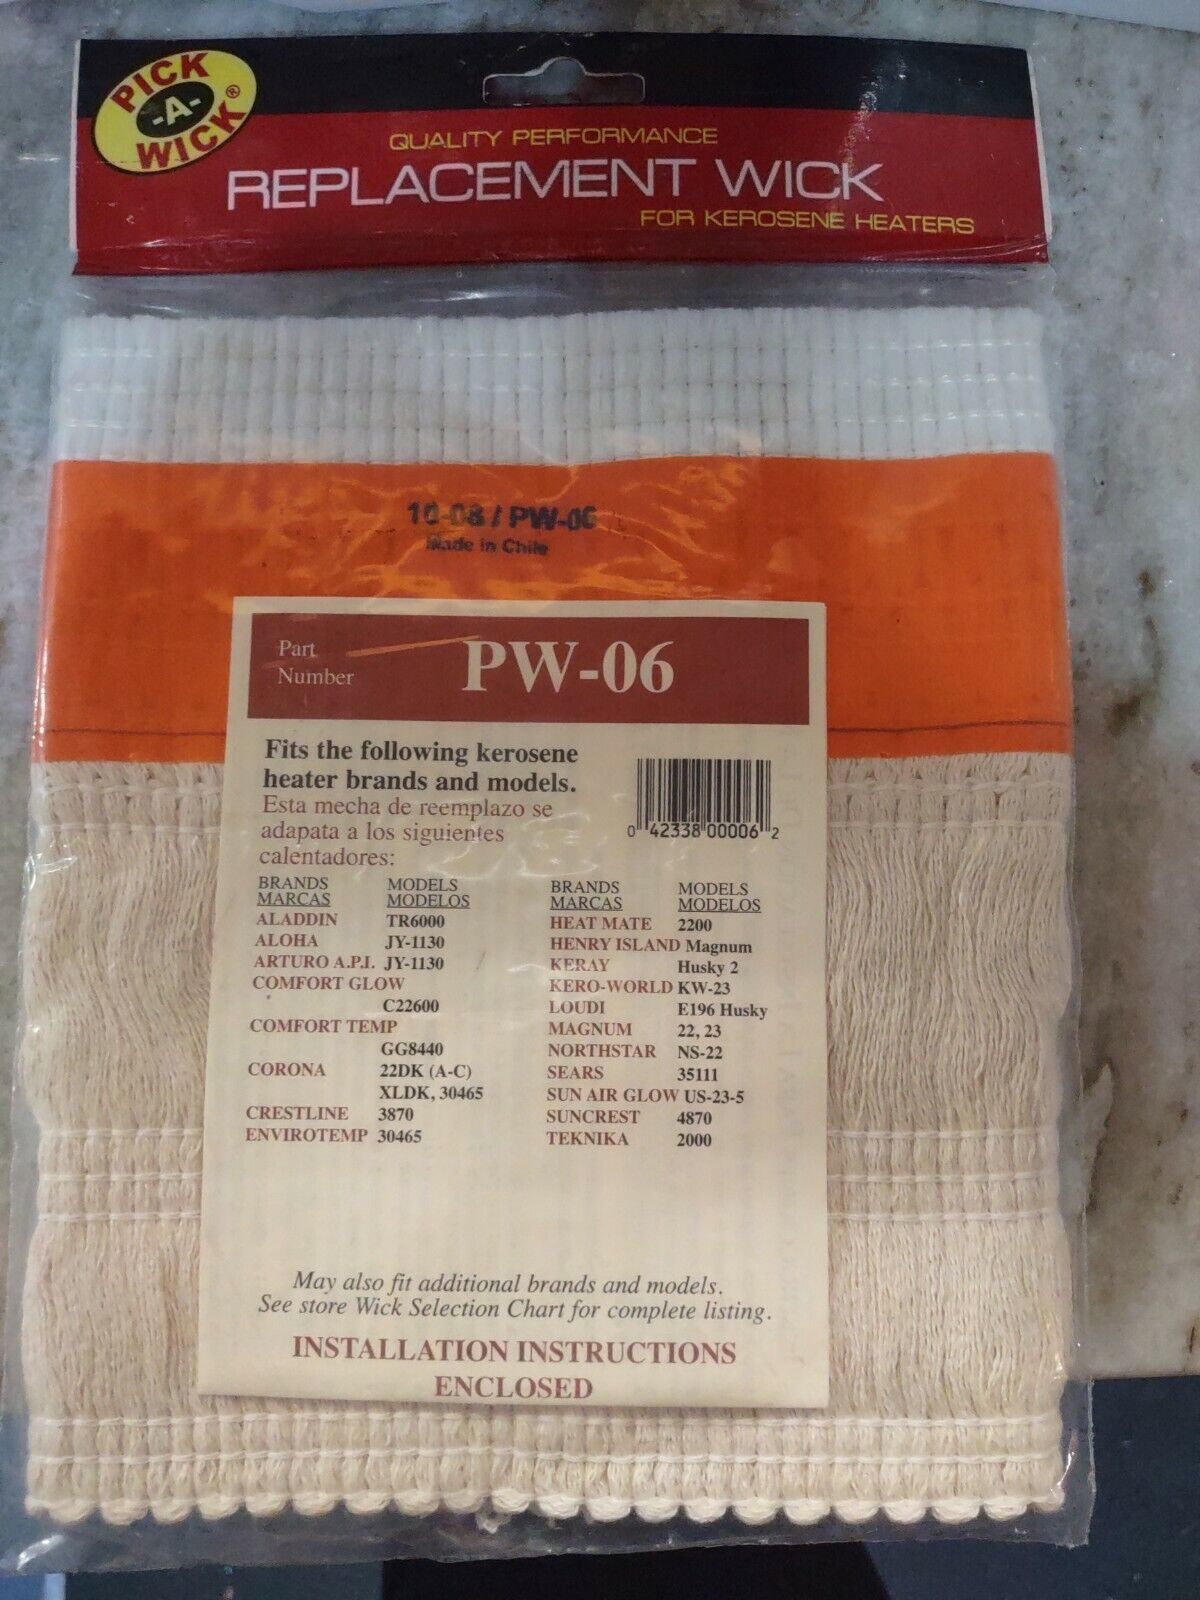 PICK
-A-
WICK®
QUALITY PERFORMANCE
REPLACEMENT WICK
FOR KEROSENE HEATERS
10-08 / PW-06
Made in Chile
Part
Number
PW-06
Fits the following kerosene
heater brands and models.
Esta mecha de reemplazo se
adapata a los siguientes
calentadores:
0 42338 00006 2
BRANDS MODELS
MARCAS MODELOS
ALADDIN TR6000
ALOHA JY-1130
ARTURO A.P.I. JY-1130
COMFORT GLOW
C22600
COMFORT TEMP
GG8440
CORONA 22DK (A-C)
XLDK, 30465
CRESTLINE 3870
ENVIROTEMP 30465
BRANDS MODELS
MARCAS MODELOS
HEAT MATE 2200
HENRY ISLAND Magnum
KERAY Husky 2
KERO-WORLD KW-23
LOUDI E196 Husky
MAGNUM 22, 23
NORTHSTAR NS-22
SEARS 35111
SUN AIR GLOW US-23-5
SUNCREST 4870
TEKNIKA 2000
May also fit additional brands and models.
See store Wick Selection Chart for complete listing.
INSTALLATION INSTRUCTIONS
ENCLOSED